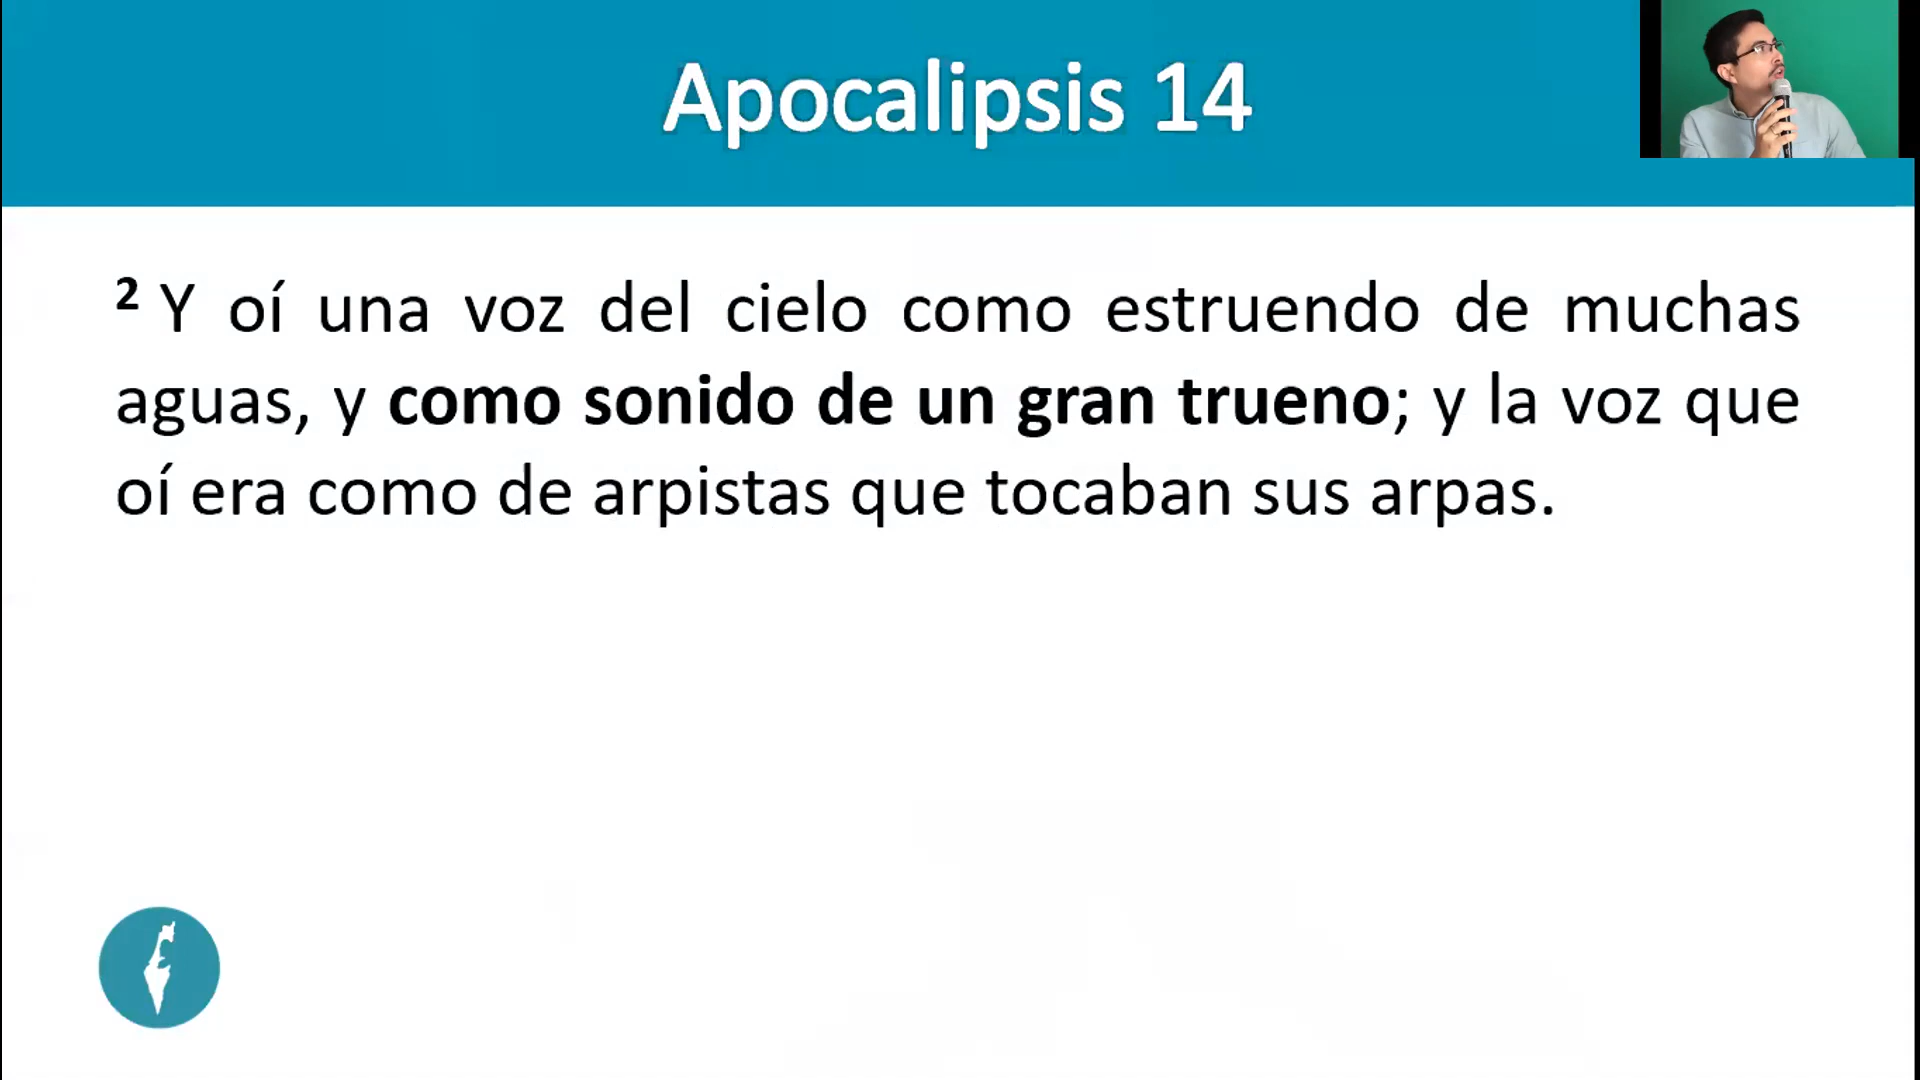 Apocalipsis 14
2 Y oí una voz del cielo como estruendo de muchas
aguas, y como sonido de un gran trueno; y la voz que
oí era como de arpistas que tocaban sus arpas.